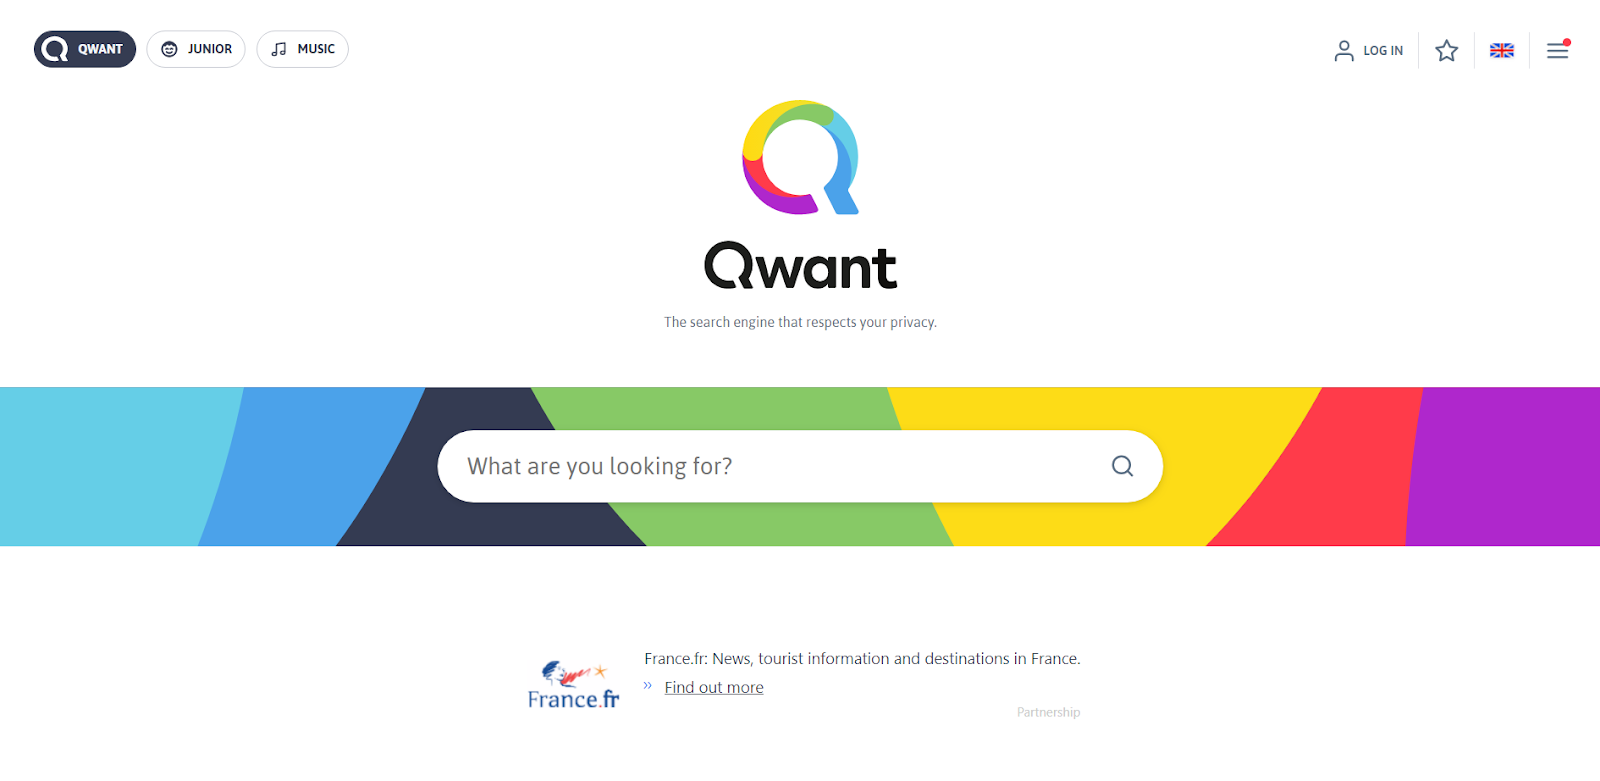 QWANT
JUNIOR
MUSIC
LOG IN
Qwant
The search engine that respects your privacy.
What are you looking for?
France.fr
France.fr: News, tourist information and destinations in France.
» Find out more
Partnership